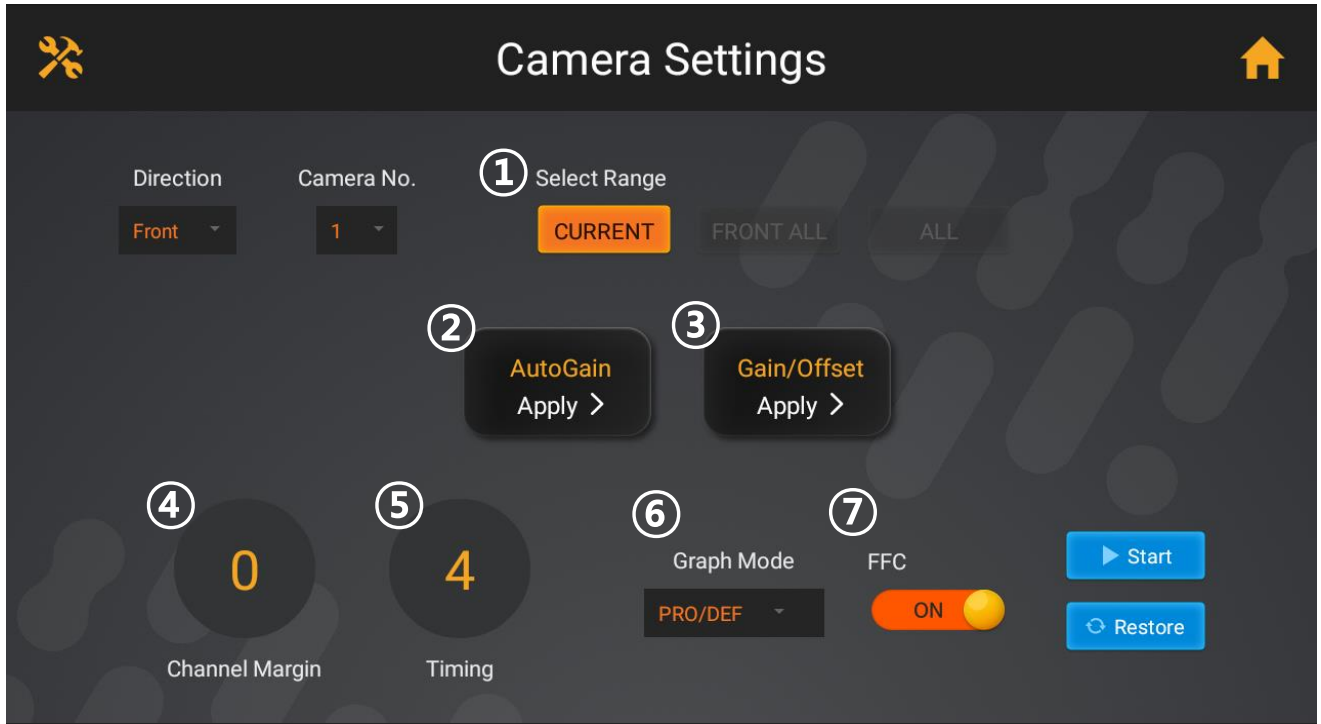 Camera Settings
Direction
Camera No.
① Select Range
Front
1
CURRENT
FRONT ALL
ALL
②
AutoGain
Apply
③
Gain/Offset
Apply
④
0
Channel Margin
⑤
4
Timing
⑥
Graph Mode
PRO/DEF
⑦
FFC
ON
Start
Restore